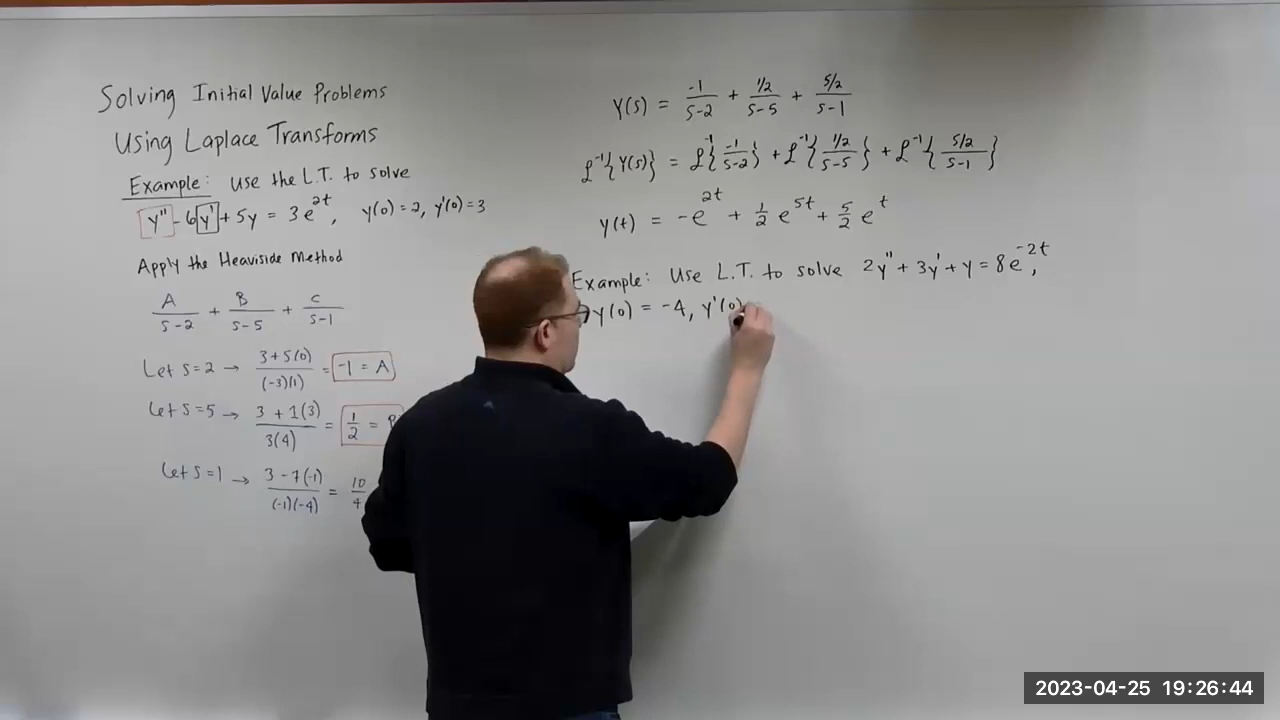 Solving Initial Value Problems
Using Laplace Transforms
Example: Use the L.T. to solve
y'' - 6y' + 5y = 3e^{2t}, y(0) = 2, y'(0) = 3
Apply the Heaviside Method
A/(s-2) + B/(s-5) + C/(s-1)
Let s=2 → (3+5(0))/((-3)(1)) = -1 = A
Let s=5 → (3+1(3))/(3(4)) = 1/2 =
Let s=1 → (3-7(-1))/((-1)(-4)) = 10/4
Y(s) = -1/(s-2) + (1/2)/(s-5) + (5/2)/(s-1)
ℒ^{-1}{Y(s)} = ℒ^{-1}{-1/(s-2)} + ℒ^{-1}{(1/2)/(s-5)} + ℒ^{-1}{(5/2)/(s-1)}
y(t) = -e^{2t} + 1/2 e^{5t} + 5/2 e^{t}
Example: Use L.T. to solve 2y'' + 3y' + y = 8e^{-2t},
y(0) = -4, y'(0)
2023-04-25 19:26:44